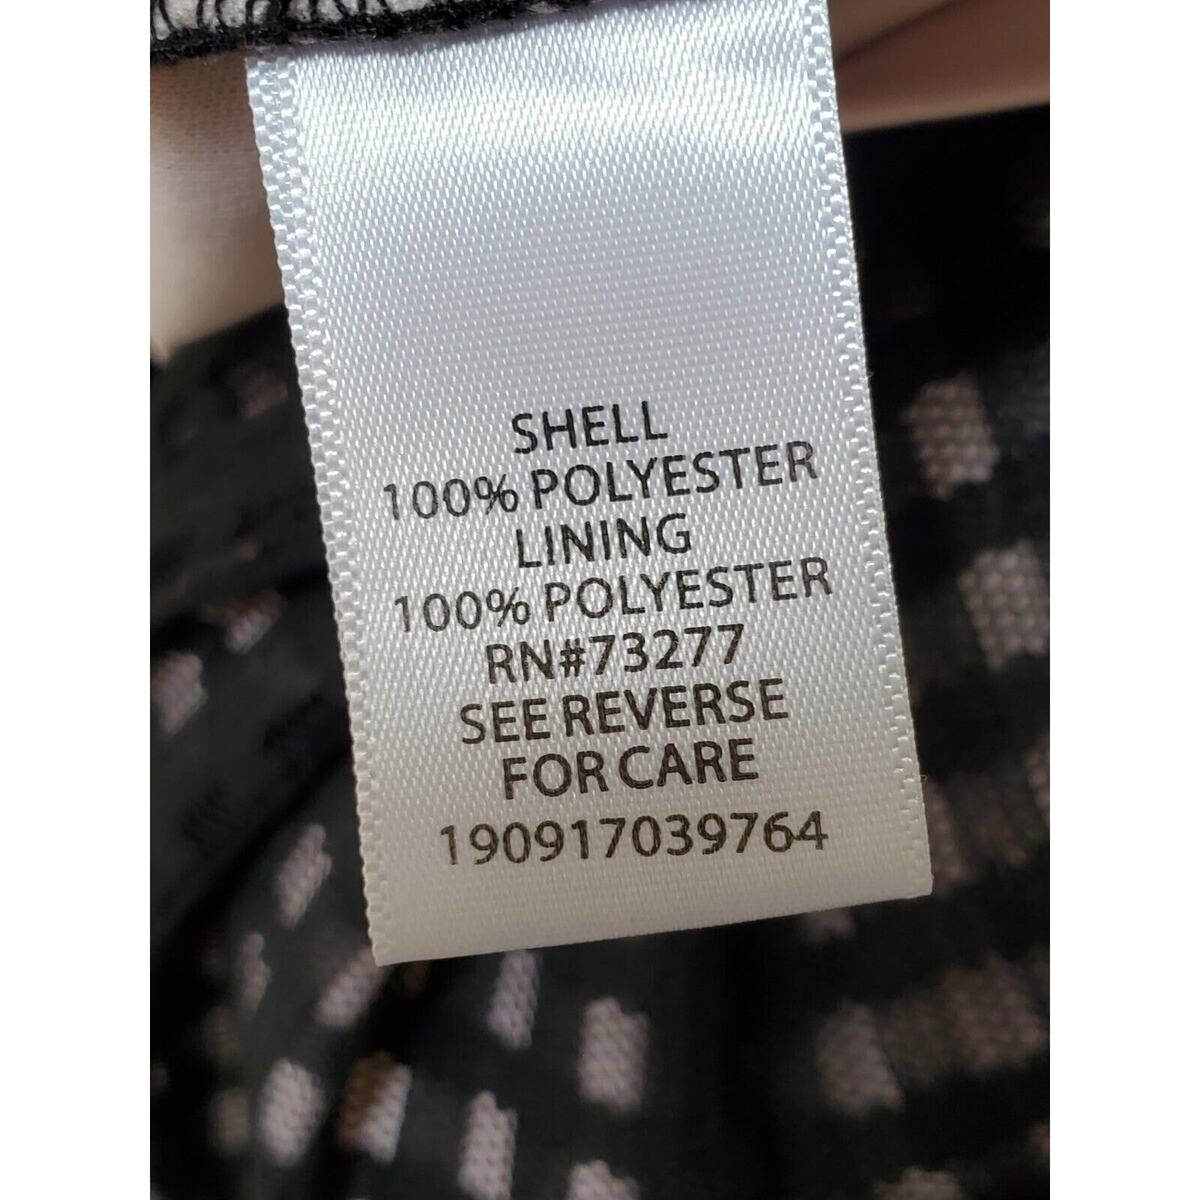 SHELL
100% POLYESTER
LINING
100% POLYESTER
RN#73277
SEE REVERSE
FOR CARE
190917039764